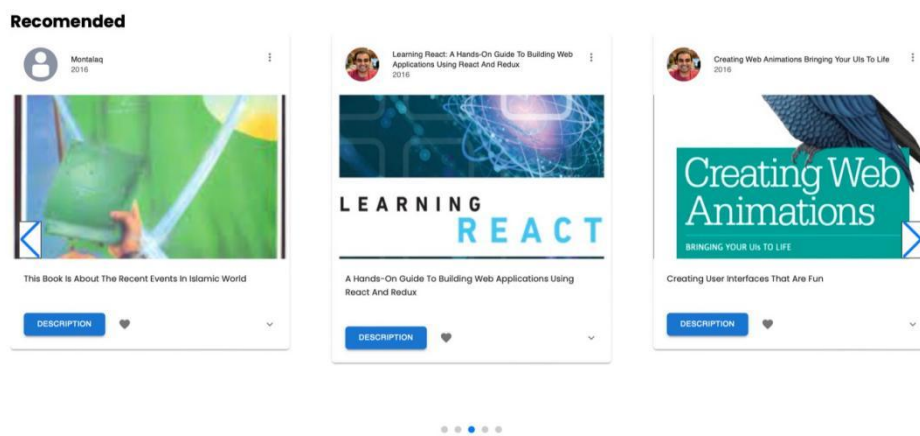 Recomended
Montalaq
2016
This Book Is About The Recent Events In Islamic World
DESCRIPTION
Learning React: A Hands-On Guide To Building Web
Applications Using React And Redux
2016
LEARNING
REACT
A Hands-On Guide To Building Web Applications Using
React And Redux
DESCRIPTION
Creating Web Animations Bringing Your UIs To Life
2016
Creating Web
Animations
BRINGING YOUR UIs TO LIFE
Creating User Interfaces That Are Fun
DESCRIPTION